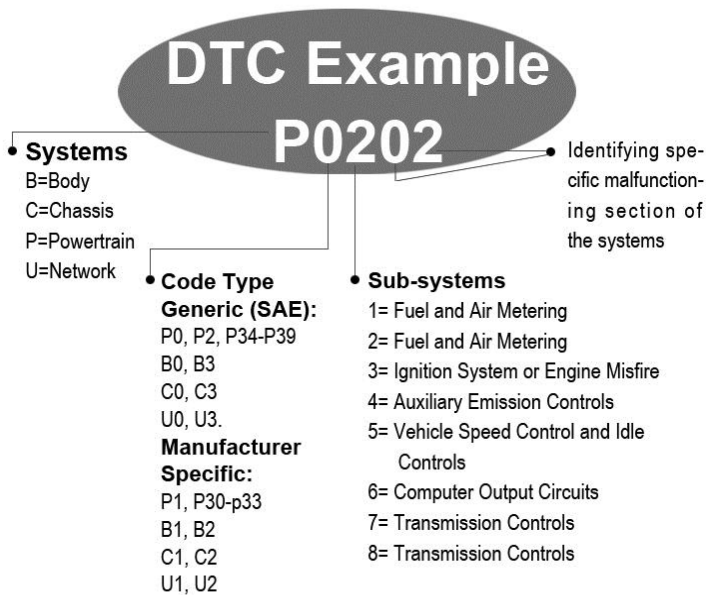 DTC Example
P0202
Systems
B=Body
C=Chassis
P=Powertrain
U=Network
Identifying spe-
cific malfunction-
ing section of
the systems
Code Type
Generic (SAE):
P0, P2, P34-P39
B0, B3
C0, C3
U0, U3.
Manufacturer
Specific:
P1, P30-p33
B1, B2
C1, C2
U1, U2
Sub-systems
1= Fuel and Air Metering
2= Fuel and Air Metering
3= Ignition System or Engine Misfire
4= Auxiliary Emission Controls
5= Vehicle Speed Control and Idle
Controls
6= Computer Output Circuits
7= Transmission Controls
8= Transmission Controls